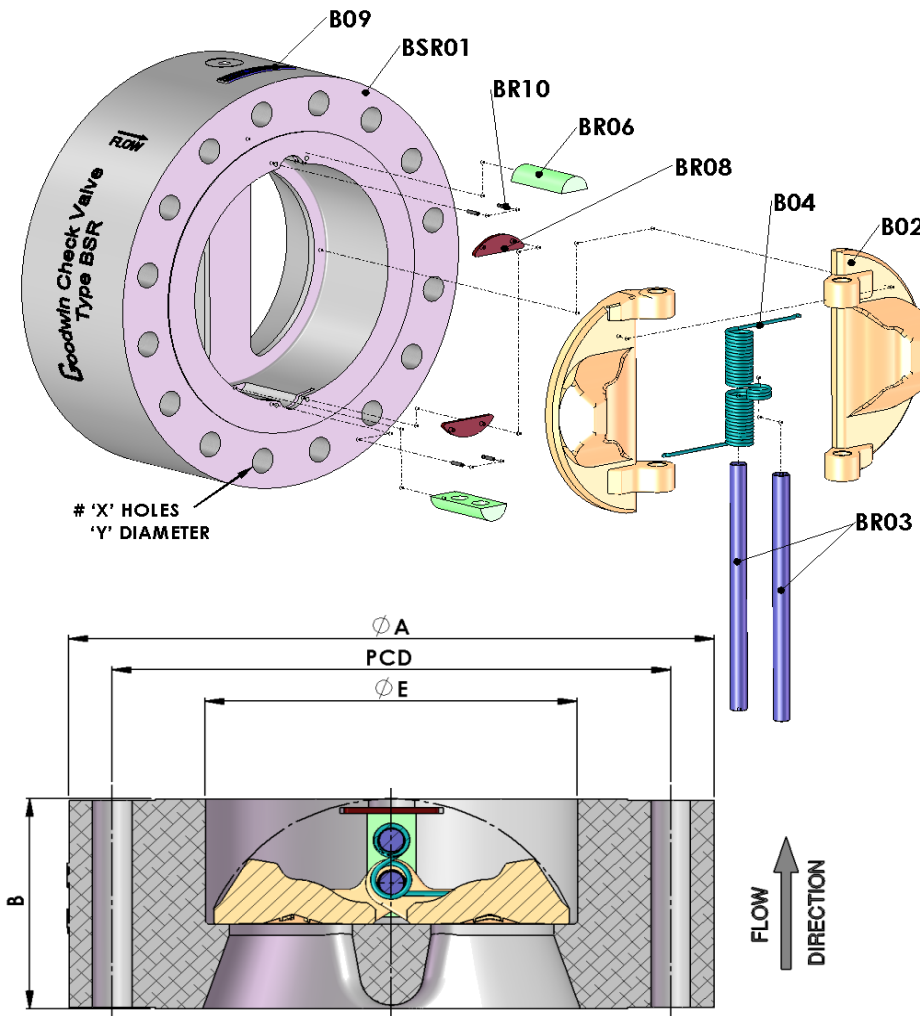 B09
BSR01
BR10
BR06
BR08
B04
B02
FLOW
Goodwin Check Valve
Type BSR
# 'X' HOLES
'Y' DIAMETER
BR03
∅A
PCD
∅E
B
FLOW
DIRECTION